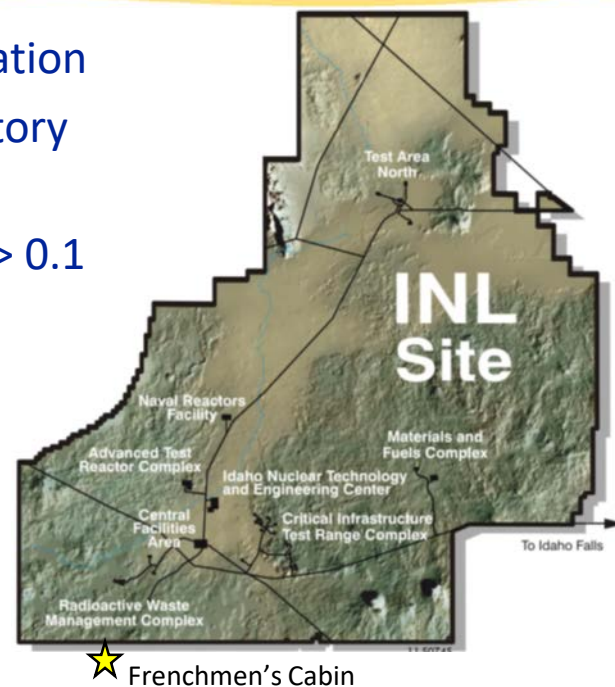 ation
tory
> 0.1
Test Area
North
INL
Site
Naval Reactors
Facility
Materials and
Fuels Complex
Advanced Test
Reactor Complex
Idaho Nuclear Technology
and Engineering Center
Central
Facilities
Area
Critical Infrastructure
Test Range Complex
To Idaho Falls
Radioactive Waste
Management Complex
Frenchmen's Cabin